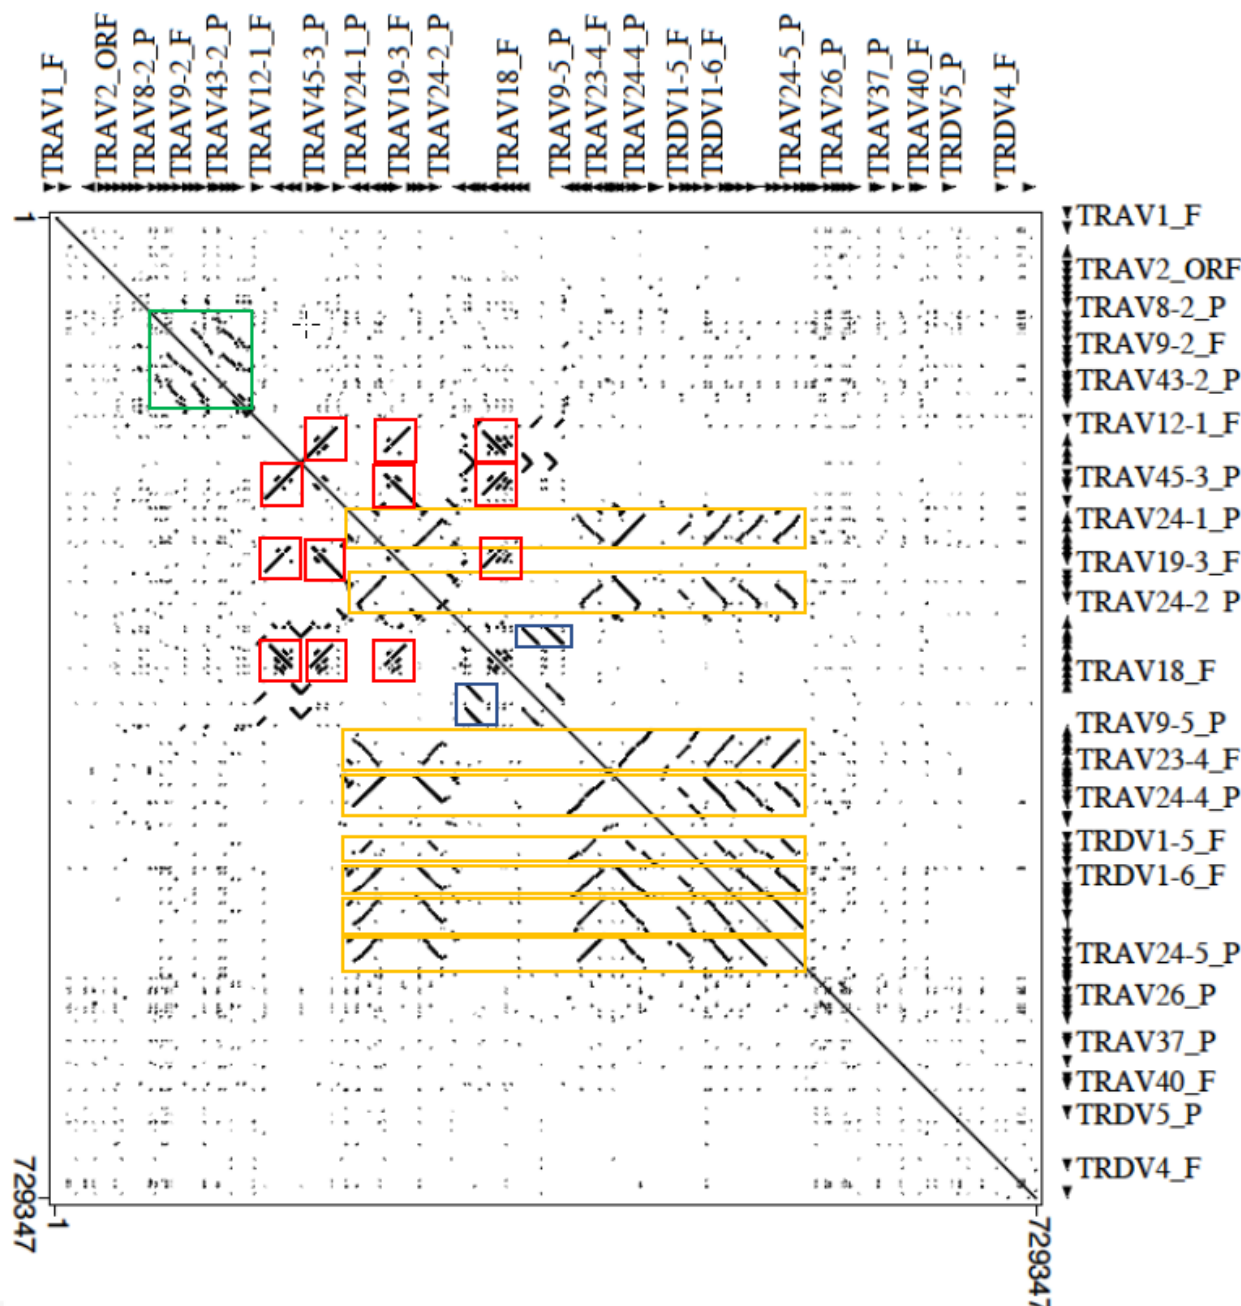 TRAV1_F
TRAV2_ORF
TRAV8-2_P
TRAV9-2_F
TRAV43-2_P
TRAV12-1_F
TRAV45-3_P
TRAV24-1_P
TRAV19-3_F
TRAV24-2_P
TRAV18_F
TRAV9-5_P
TRAV23-4_F
TRAV24-4_P
TRDV1-5_F
TRDV1-6_F
TRAV24-5_P
TRAV26_P
TRAV37_P
TRAV40_F
TRDV5_P
TRDV4_F
1
TRAV1_F
TRAV2_ORF
TRAV8-2_P
TRAV9-2_F
TRAV43-2_P
TRAV12-1_F
TRAV45-3_P
TRAV24-1_P
TRAV19-3_F
TRAV24-2 P
TRAV18_F
TRAV9-5_P
TRAV23-4_F
TRAV24-4_P
TRDV1-5_F
TRDV1-6_F
TRAV24-5_P
TRAV26_P
TRAV37_P
TRAV40_F
TRDV5_P
TRDV4_F
729347
1
729347